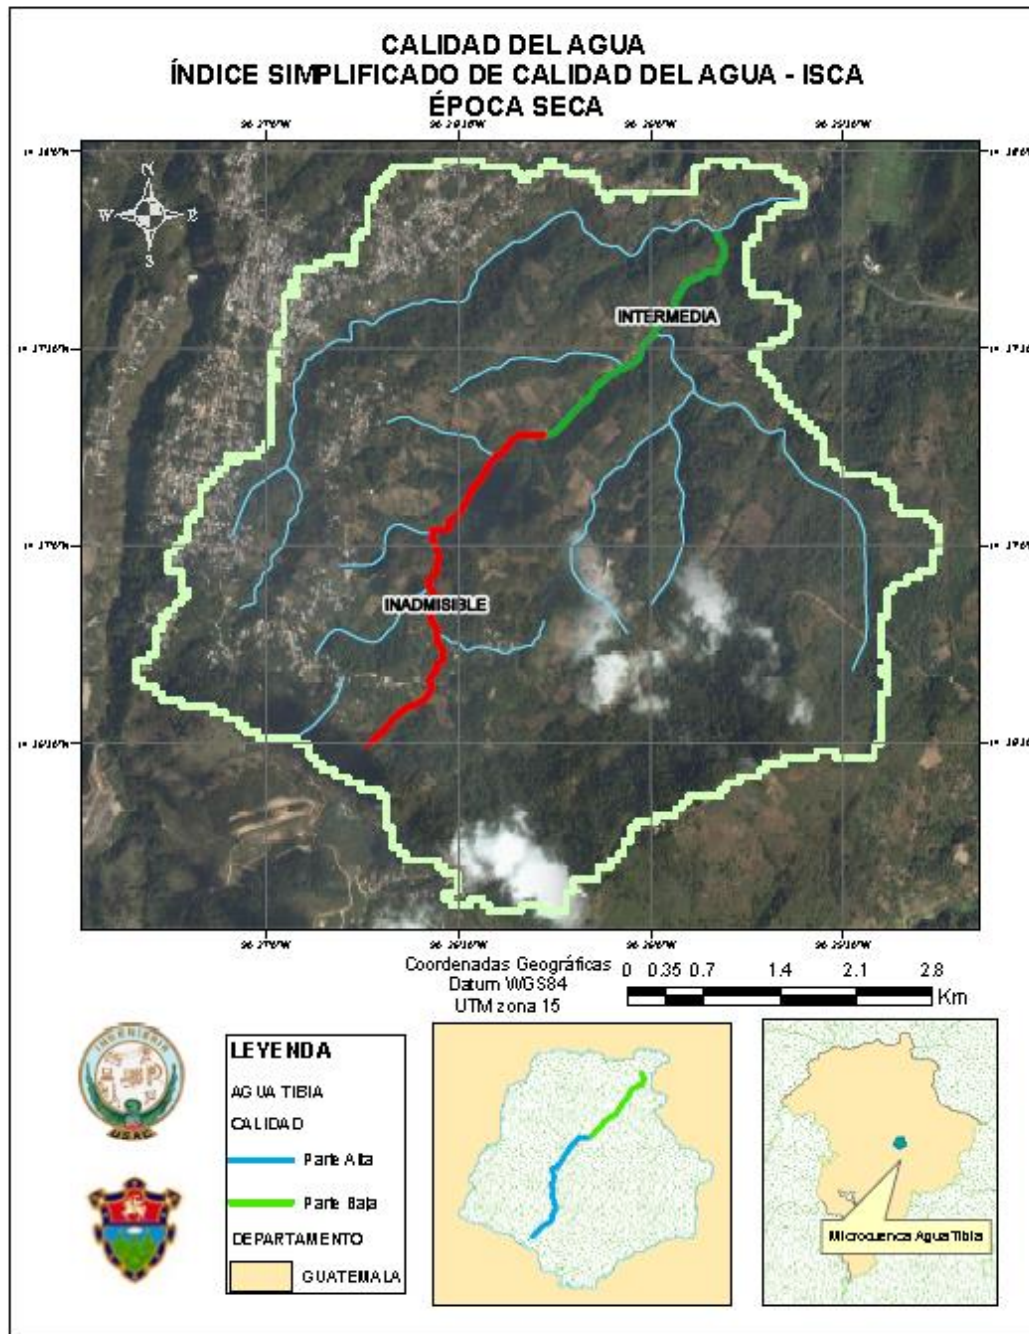 CALIDAD DEL AGUA
ÍNDICE SIMPLIFICADO DE CALIDAD DEL AGUA - ISCA
ÉPOCA SECA
N
W
E
S
INTERMEDIA
INADMISIBLE
Coordenadas Geográficas
Datum WGS84
UTM zona 15
0 0.35 0.7 1.4 2.1 2.8
Km
INGENIERIA
USAC
LEYENDA
AGUA TIBIA
CALIDAD
Parte Alta
Parte Baja
DEPARTAMENTO
GUATEMALA
Microcuenca Agua Tibia